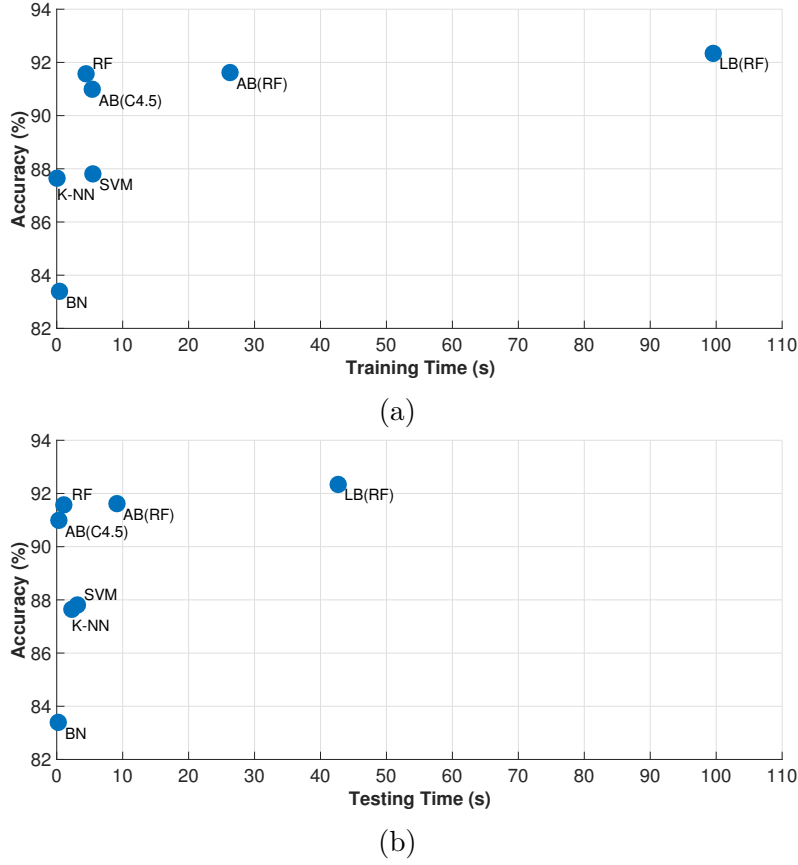 94
92
90
88
86
84
82
Accuracy (%)
RF
AB(C4.5)
AB(RF)
LB(RF)
SVM
K-NN
BN
0 10 20 30 40 50 60 70 80 90 100 110
Training Time (s)
(a)
94
92
90
88
86
84
82
Accuracy (%)
RF
AB(C4.5)
AB(RF)
LB(RF)
SVM
K-NN
BN
0 10 20 30 40 50 60 70 80 90 100 110
Testing Time (s)
(b)